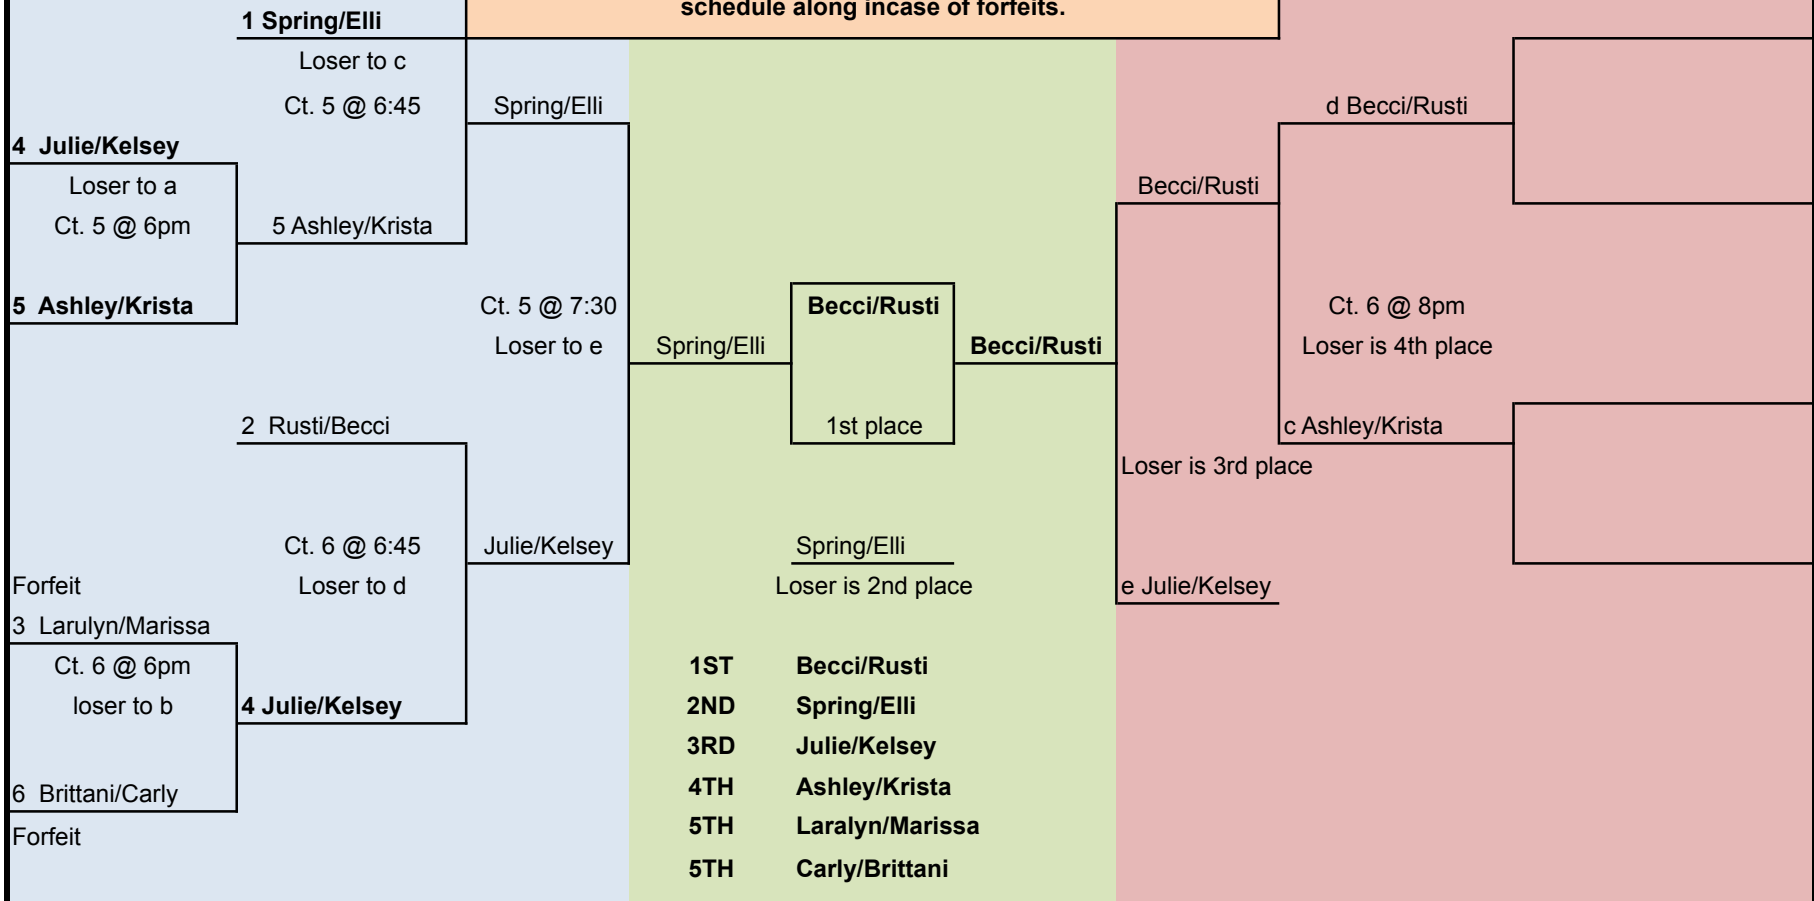 schedule along incase of forfeits.
1 Spring/Elli
Loser to c
Ct. 5 @ 6:45
Spring/Elli
d Becci/Rusti
4 Julie/Kelsey
Loser to a
Becci/Rusti
Ct. 5 @ 6pm
5 Ashley/Krista
5 Ashley/Krista
Ct. 5 @ 7:30
Becci/Rusti
Ct. 6 @ 8pm
Loser to e
Spring/Elli
Becci/Rusti
Loser is 4th place
2 Rusti/Becci
1st place
c Ashley/Krista
Loser is 3rd place
Ct. 6 @ 6:45
Julie/Kelsey
Spring/Elli
Forfeit
Loser to d
Loser is 2nd place
e Julie/Kelsey
3 Larulyn/Marissa
Ct. 6 @ 6pm
1ST Becci/Rusti
loser to b
4 Julie/Kelsey
2ND Spring/Elli
3RD Julie/Kelsey
6 Brittani/Carly
4TH Ashley/Krista
Forfeit
5TH Laralyn/Marissa
5TH Carly/Brittani